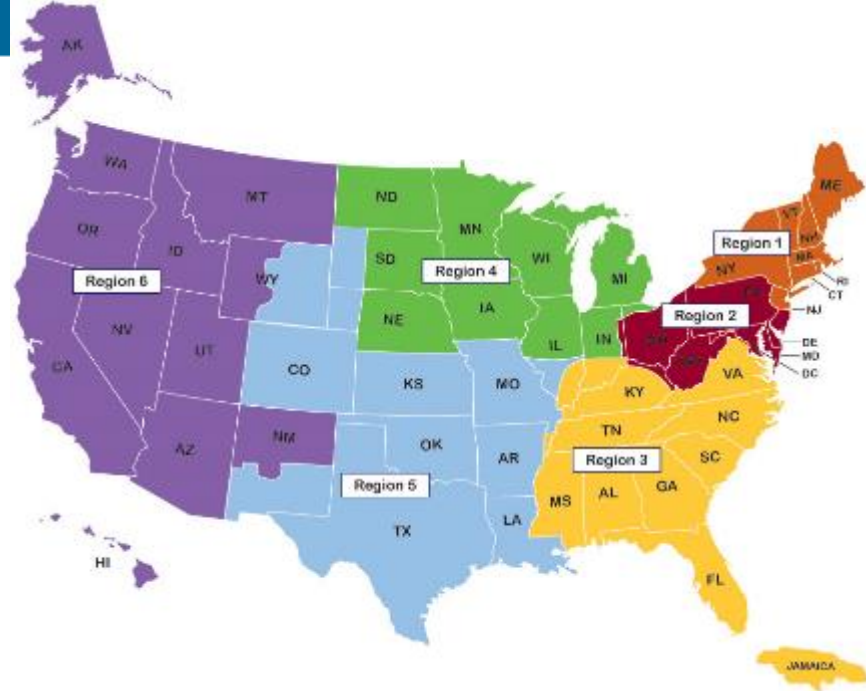 AK
WA
MT
ND
MN
ME
VT
NH
OR
ID
WY
SD
WI
MI
Region 1
MA
NY
RI
CT
Region 6
Region 4
NV
UT
NE
IA
IL
IN
PA
Region 2
NJ
OH
WV
DE
MD
DC
CA
CO
KS
MO
KY
VA
AZ
NM
OK
AR
TN
NC
SC
Region 3
Region 5
TX
LA
MS
AL
GA
HI
FL
JAMAICA